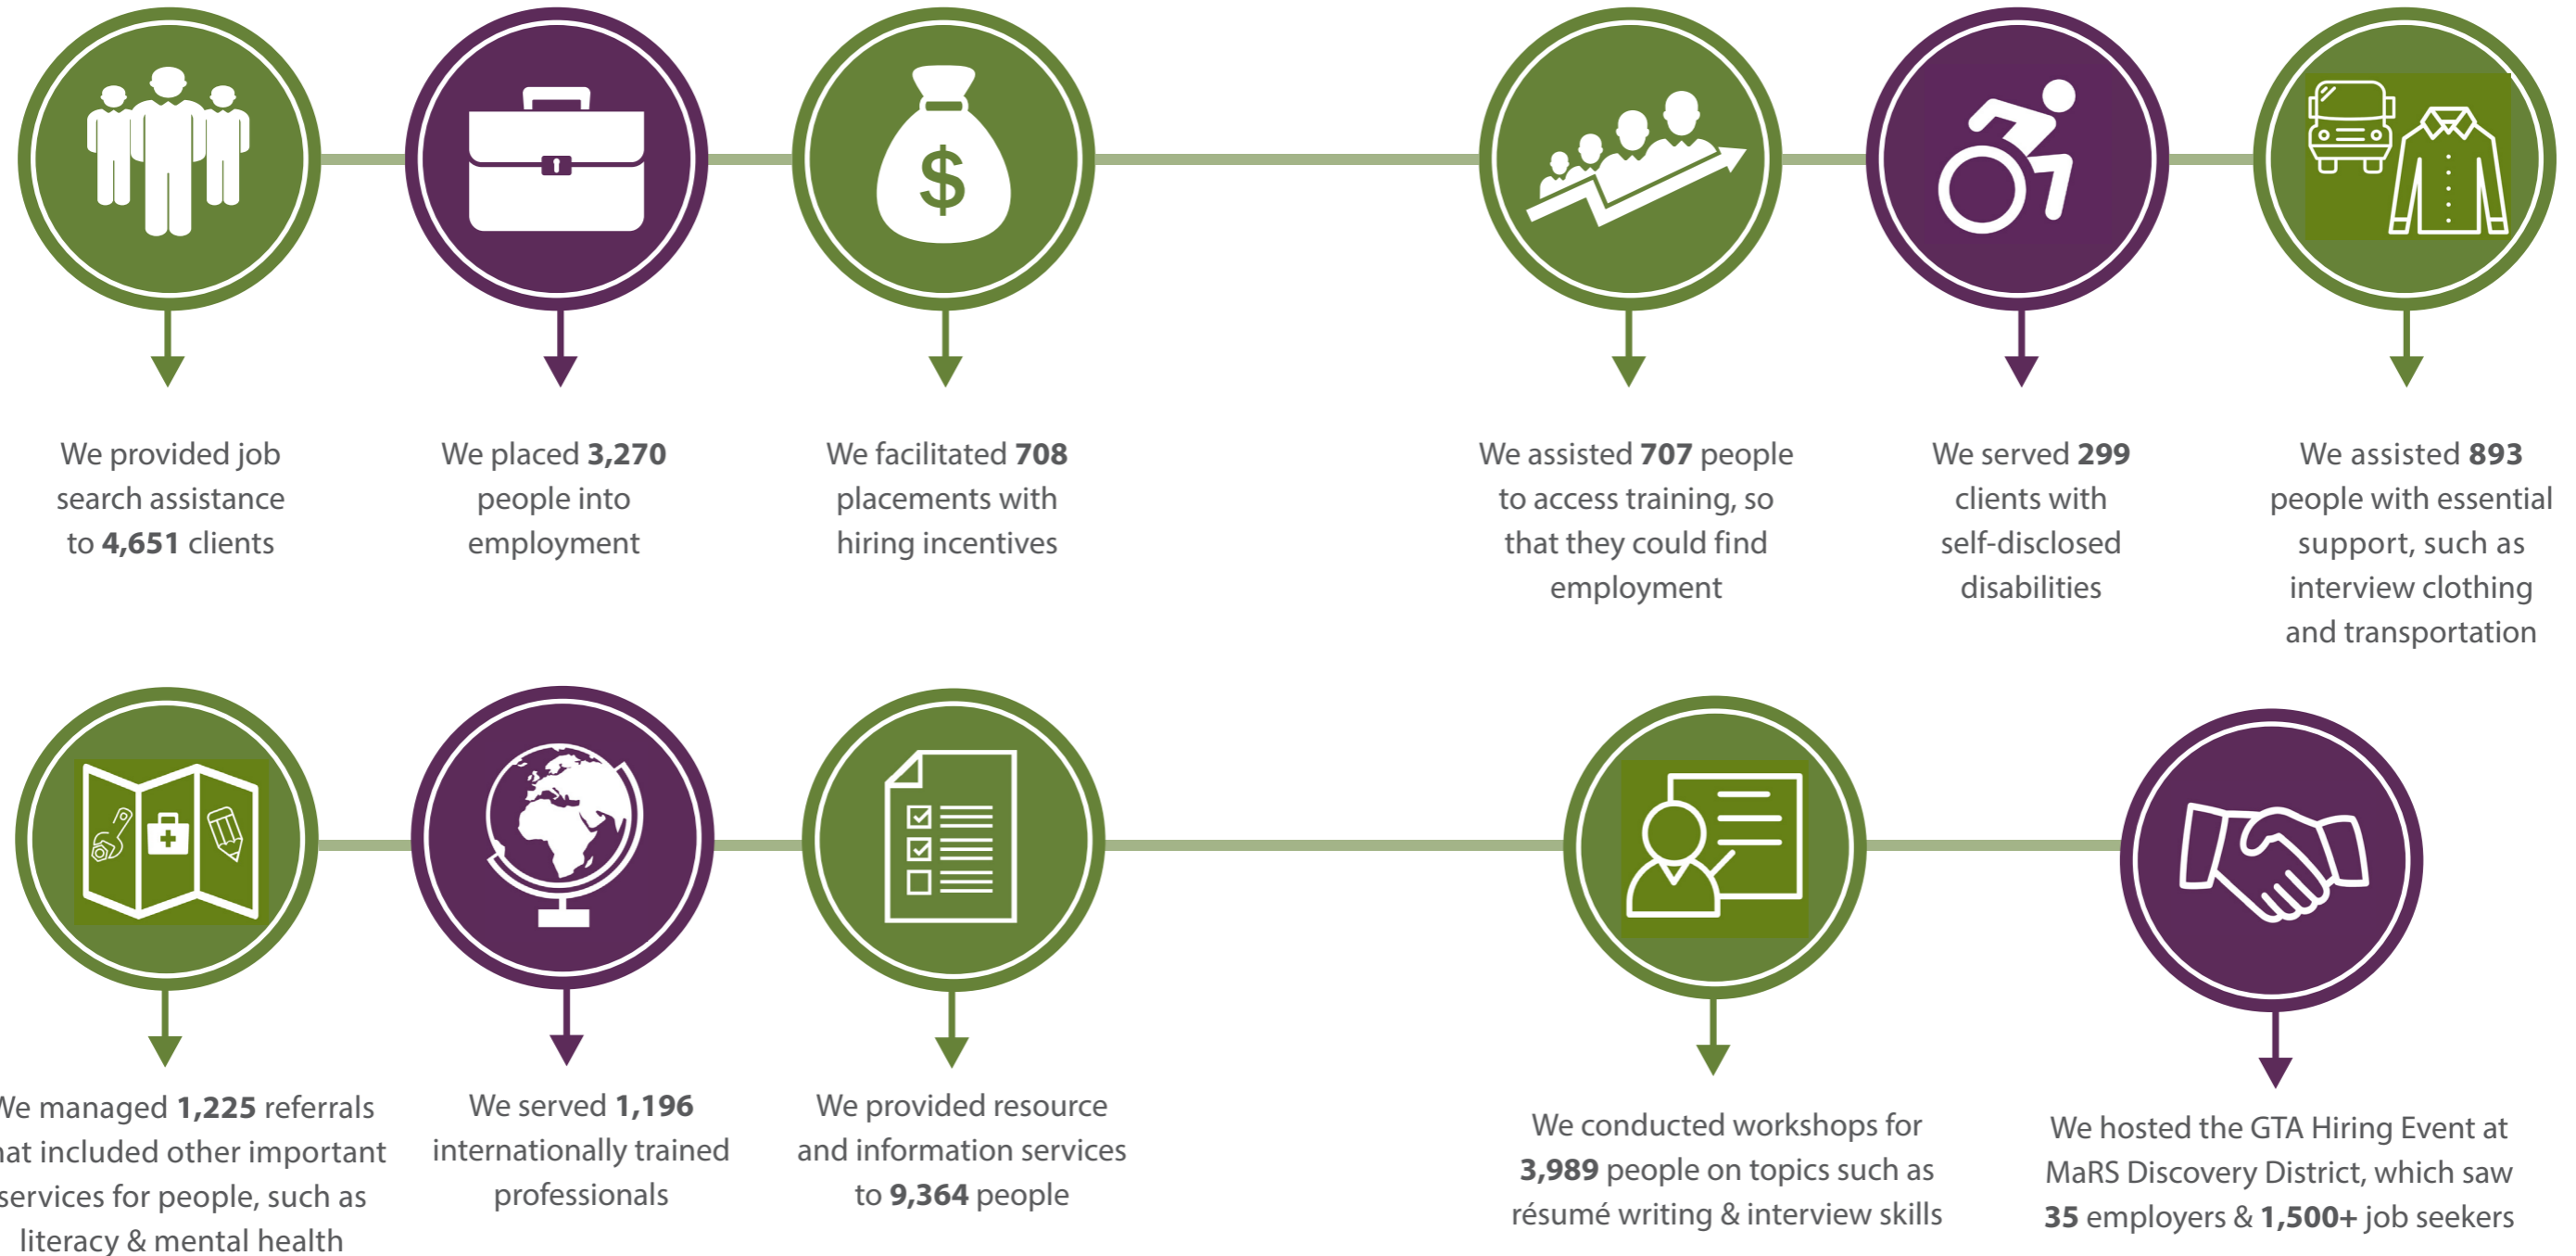 $
We provided job
search assistance
to 4,651 clients
We placed 3,270
people into
employment
We facilitated 708
placements with
hiring incentives
We assisted 707 people
to access training, so
that they could find
employment
We served 299
clients with
self-disclosed
disabilities
We assisted 893
people with essential
support, such as
interview clothing
and transportation
We managed 1,225 referrals
that included other important
services for people, such as
literacy & mental health
We served 1,196
internationally trained
professionals
We provided resource
and information services
to 9,364 people
We conducted workshops for
3,989 people on topics such as
résumé writing & interview skills
We hosted the GTA Hiring Event at
MaRS Discovery District, which saw
35 employers & 1,500+ job seekers